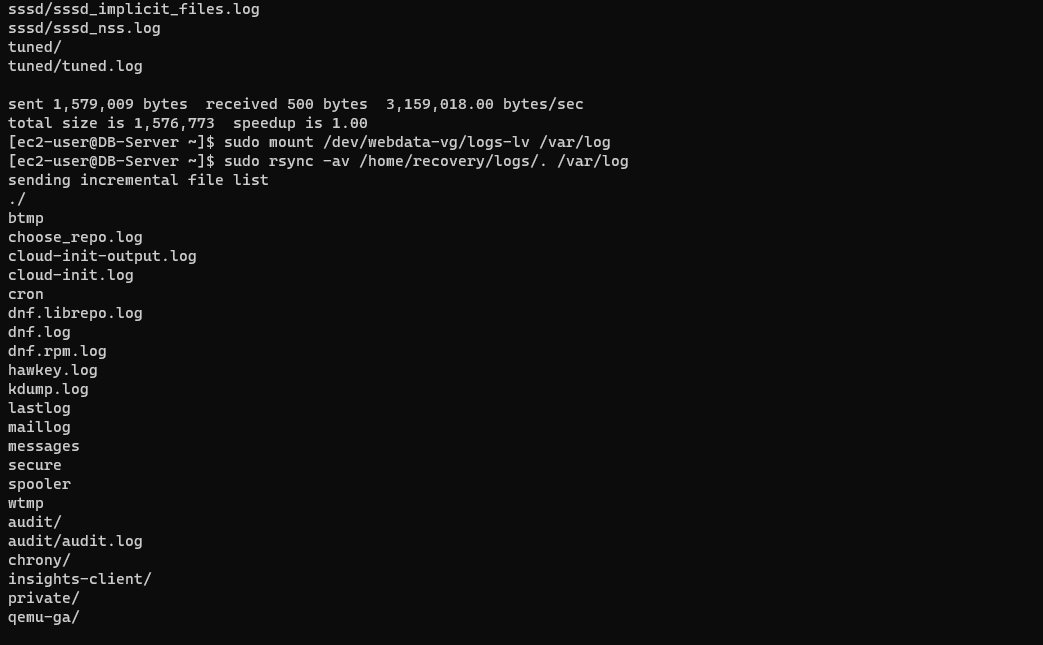 sssd/sssd_implicit_files.log
sssd/sssd_nss.log
tuned/
tuned/tuned.log
sent 1,579,009 bytes  received 500 bytes  3,159,018.00 bytes/sec
total size is 1,576,773  speedup is 1.00
[ec2-user@DB-Server ~]$ sudo mount /dev/webdata-vg/logs-lv /var/log
[ec2-user@DB-Server ~]$ sudo rsync -av /home/recovery/logs/. /var/log
sending incremental file list
./
btmp
choose_repo.log
cloud-init-output.log
cloud-init.log
cron
dnf.librepo.log
dnf.log
dnf.rpm.log
hawkey.log
kdump.log
lastlog
maillog
messages
secure
spooler
wtmp
audit/
audit/audit.log
chrony/
insights-client/
private/
qemu-ga/